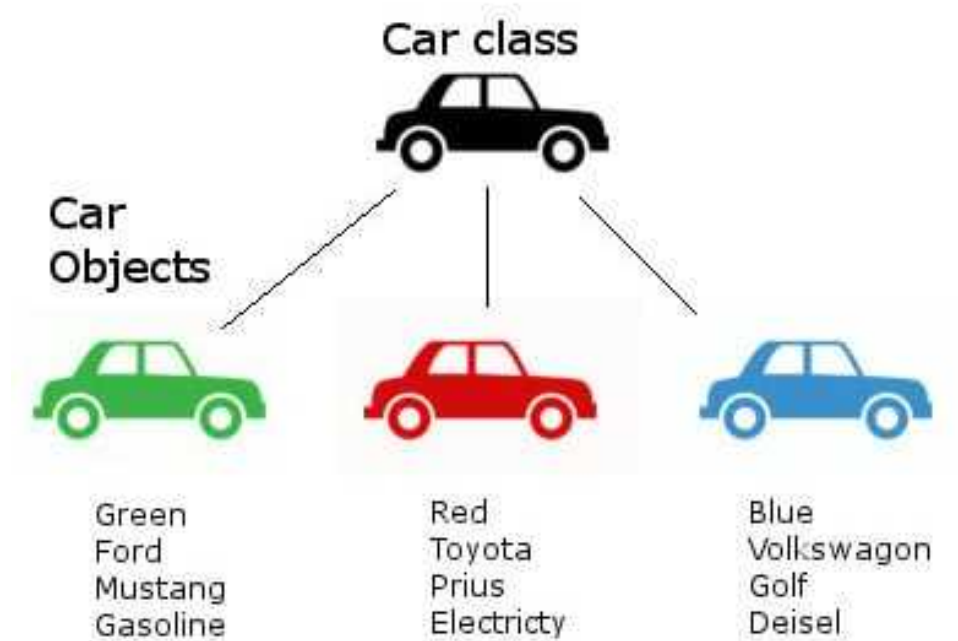 Car class
Car
Objects
Green
Ford
Mustang
Gasoline
Red
Toyota
Prius
Electricty
Blue
Volkswagon
Golf
Deisel